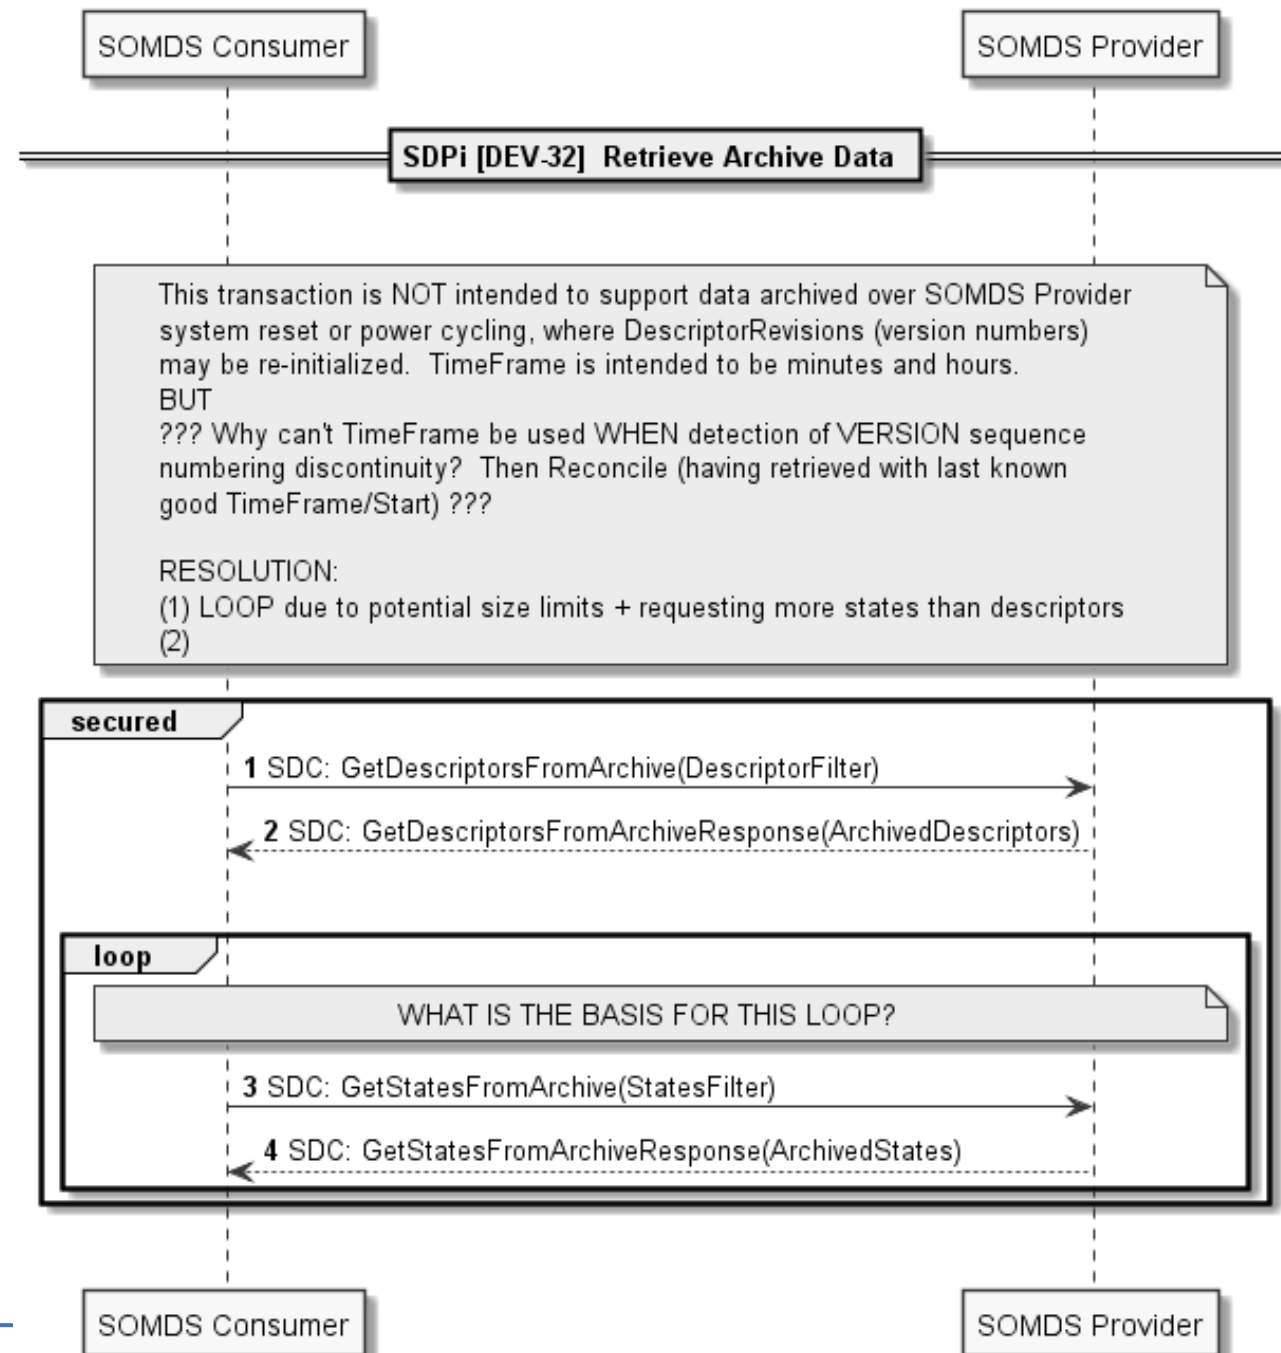 SOMDS Consumer
SOMDS Provider
SDPi [DEV-32]  Retrieve Archive Data
This transaction is NOT intended to support data archived over SOMDS Provider
system reset or power cycling, where DescriptorRevisions (version numbers)
may be re-initialized.  TimeFrame is intended to be minutes and hours.
BUT
??? Why can't TimeFrame be used WHEN detection of VERSION sequence
numbering discontinuity?  Then Reconcile (having retrieved with last known
good TimeFrame/Start) ???
RESOLUTION:
(1) LOOP due to potential size limits + requesting more states than descriptors
(2)
secured
1 SDC: GetDescriptorsFromArchive(DescriptorFilter)
2 SDC: GetDescriptorsFromArchiveResponse(ArchivedDescriptors)
loop
WHAT IS THE BASIS FOR THIS LOOP?
3 SDC: GetStatesFromArchive(StatesFilter)
4 SDC: GetStatesFromArchiveResponse(ArchivedStates)
SOMDS Consumer
SOMDS Provider